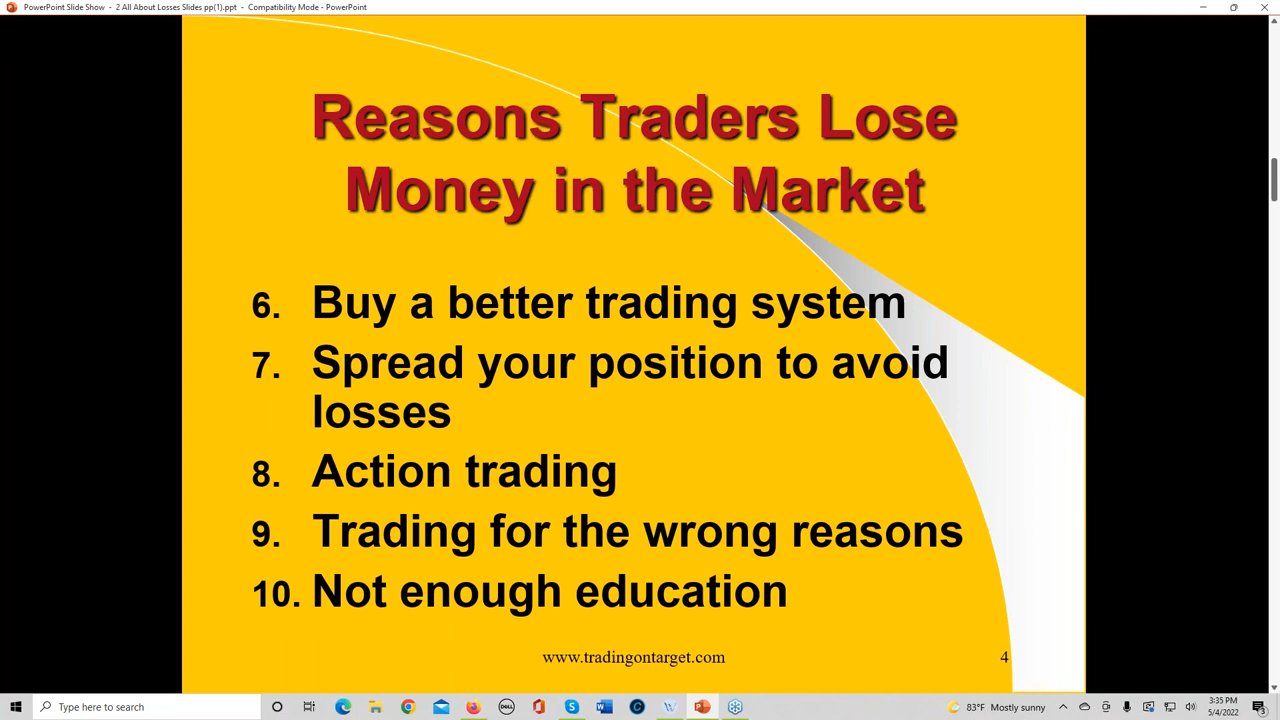 PowerPoint Slide Show - 2 All About Losses Slides pp(1).ppt - Compatibility Mode - PowerPoint
Reasons Traders Lose
Money in the Market
6. Buy a better trading system
7. Spread your position to avoid
losses
8. Action trading
9. Trading for the wrong reasons
10. Not enough education
www.tradingontarget.com
4
Type here to search
DELL
83°F Mostly sunny
3:35 PM
5/4/2022